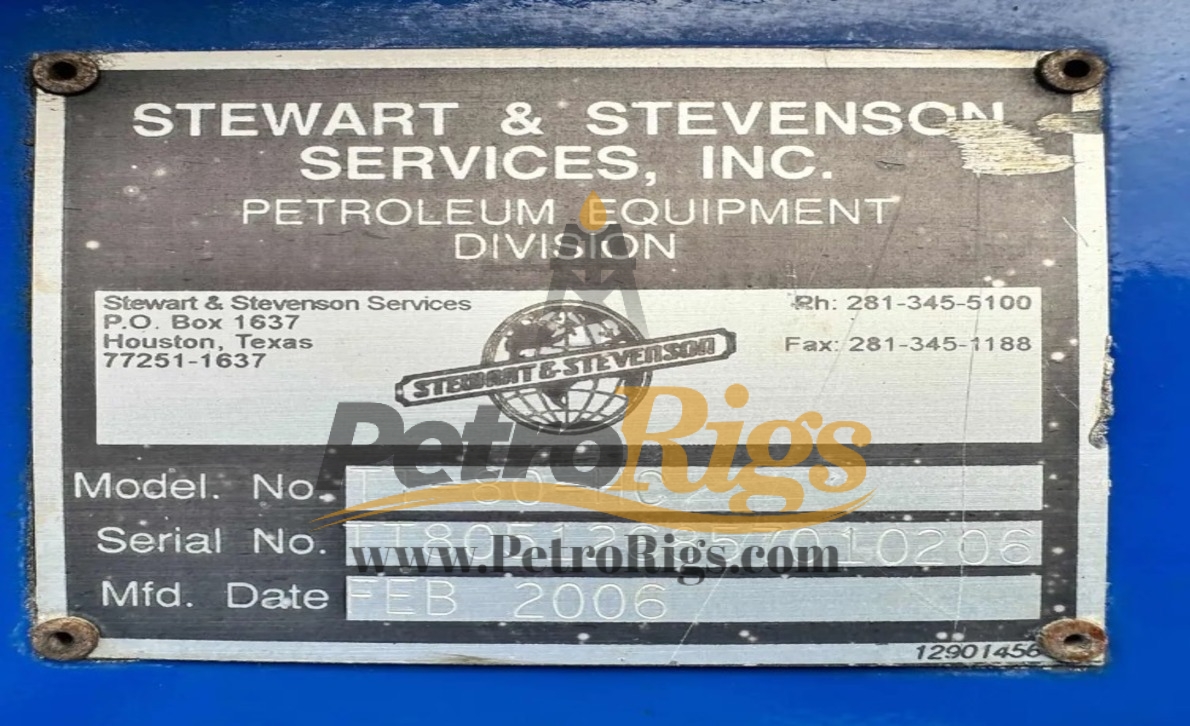 STEWART & STEVENSON
SERVICES, INC.
PETROLEUM EQUIPMENT
DIVISION
Stewart & Stevenson Services
P.O. Box 1637
Houston, Texas
77251-1637
Ph: 281-345-5100
Fax: 281-345-1188
STEWART & STEVENSON
PetroRigs
Model. No.
Serial No.
www.PetroRigs.com
Mfd. Date FEB 2006
12901456